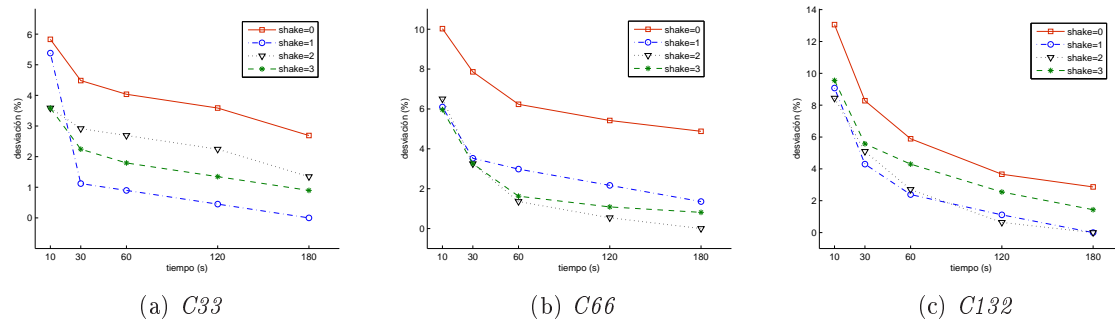 6
5
4
3
2
1
0
desviación (%)
10 30 60 120 180
tiempo (s)
shake=0
shake=1
shake=2
shake=3
(a) C33
10
8
6
4
2
0
desviación (%)
10 30 60 120 180
tiempo (s)
shake=0
shake=1
shake=2
shake=3
(b) C66
14
12
10
8
6
4
2
0
desviación (%)
10 30 60 120 180
tiempo (s)
shake=0
shake=1
shake=2
shake=3
(c) C132